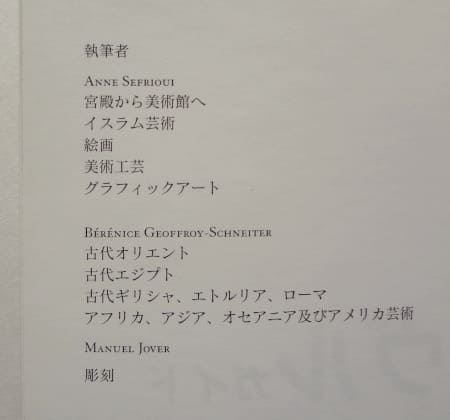 執筆者
ANNE SEFRIOUI
宮殿から美術館へ
イスラム芸術
絵画
美術工芸
グラフィックアート
BÉRÉNICE GEOFFROY-SCHNEITER
古代オリエント
古代エジプト
古代ギリシャ、エトルリア、ローマ
アフリカ、アジア、オセアニア及びアメリカ芸術
MANUEL JOVER
彫刻